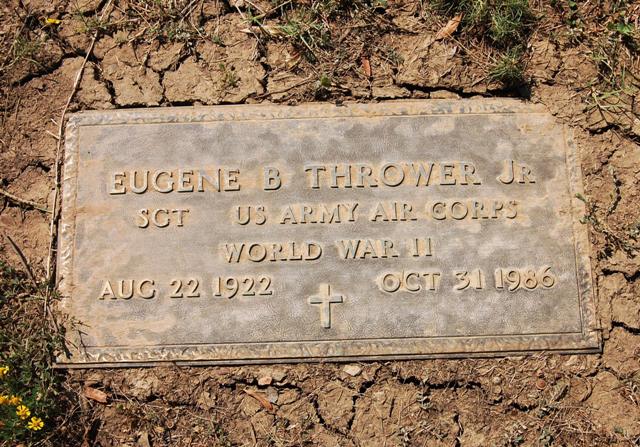 EUGENE B THROWER JR
SGT US ARMY AIR CORPS
WORLD WAR II
AUG 22 1922 OCT 31 1986